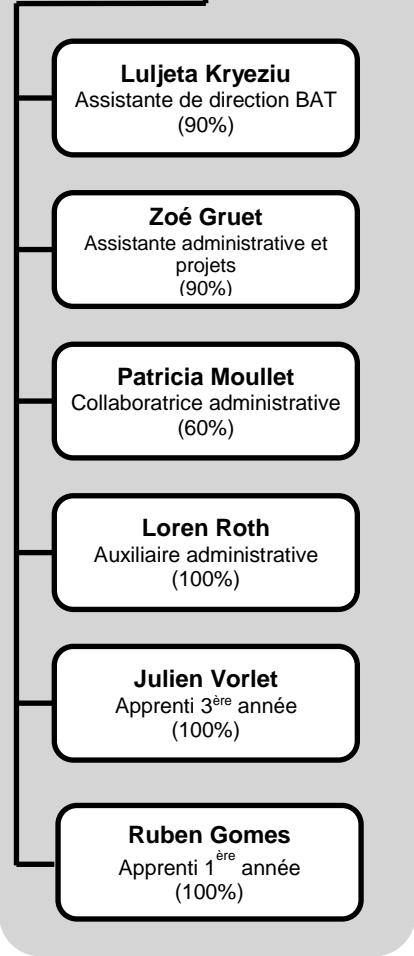 Luljeta Kryeziu
Assistante de direction BAT
(90%)
Zoé Gruet
Assistante administrative et
projets
(90%)
Patricia Moullet
Collaboratrice administrative
(60%)
Loren Roth
Auxiliaire administrative
(100%)
Julien Vorlet
Apprenti 3ère année
(100%)
Ruben Gomes
Apprenti 1ère année
(100%)